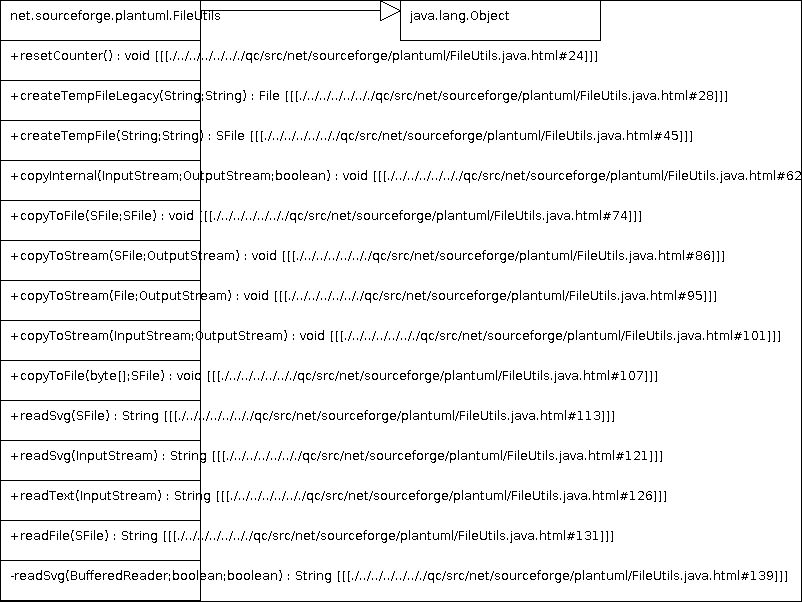 net.sourceforge.plantuml.FileUtils
java.lang.Object
+resetCounter() : void [[[./../../../../../../qc/src/net/sourceforge/plantuml/FileUtils.java.html#24]]]
+createTempFileLegacy(String;String) : File [[[./../../../../../../qc/src/net/sourceforge/plantuml/FileUtils.java.html#28]]]
+createTempFile(String;String) : SFile [[[./../../../../../../qc/src/net/sourceforge/plantuml/FileUtils.java.html#45]]]
+copyInternal(InputStream;OutputStream;boolean) : void [[[./../../../../../../qc/src/net/sourceforge/plantuml/FileUtils.java.html#62
+copyToFile(SFile;SFile) : void [[[./../../../../../../qc/src/net/sourceforge/plantuml/FileUtils.java.html#74]]]
+copyToStream(SFile;OutputStream) : void [[[./../../../../../../qc/src/net/sourceforge/plantuml/FileUtils.java.html#86]]]
+copyToStream(File;OutputStream) : void [[[./../../../../../../qc/src/net/sourceforge/plantuml/FileUtils.java.html#95]]]
+copyToStream(InputStream;OutputStream) : void [[[./../../../../../../qc/src/net/sourceforge/plantuml/FileUtils.java.html#101]]]
+copyToFile(byte[];SFile) : void [[[./../../../../../../qc/src/net/sourceforge/plantuml/FileUtils.java.html#107]]]
+readSvg(SFile) : String [[[./../../../../../../qc/src/net/sourceforge/plantuml/FileUtils.java.html#113]]]
+readSvg(InputStream) : String [[[./../../../../../../qc/src/net/sourceforge/plantuml/FileUtils.java.html#121]]]
+readText(InputStream) : String [[[./../../../../../../qc/src/net/sourceforge/plantuml/FileUtils.java.html#126]]]
+readFile(SFile) : String [[[./../../../../../../qc/src/net/sourceforge/plantuml/FileUtils.java.html#131]]]
-readSvg(BufferedReader;boolean;boolean) : String [[[./../../../../../../qc/src/net/sourceforge/plantuml/FileUtils.java.html#139]]]